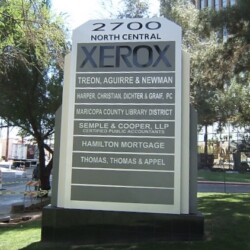 2700
NORTH CENTRAL
XEROX
TREON, AGUIRRE & NEWMAN
HARPER, CHRISTIAN, DICHTER & GRAIF, PC
MARICOPA COUNTY LIBRARY DISTRICT
SEMPLE & COOPER, LLP
CERTIFIED PUBLIC ACCOUNTANTS
HAMILTON MORTGAGE
THOMAS, THOMAS & APPEL